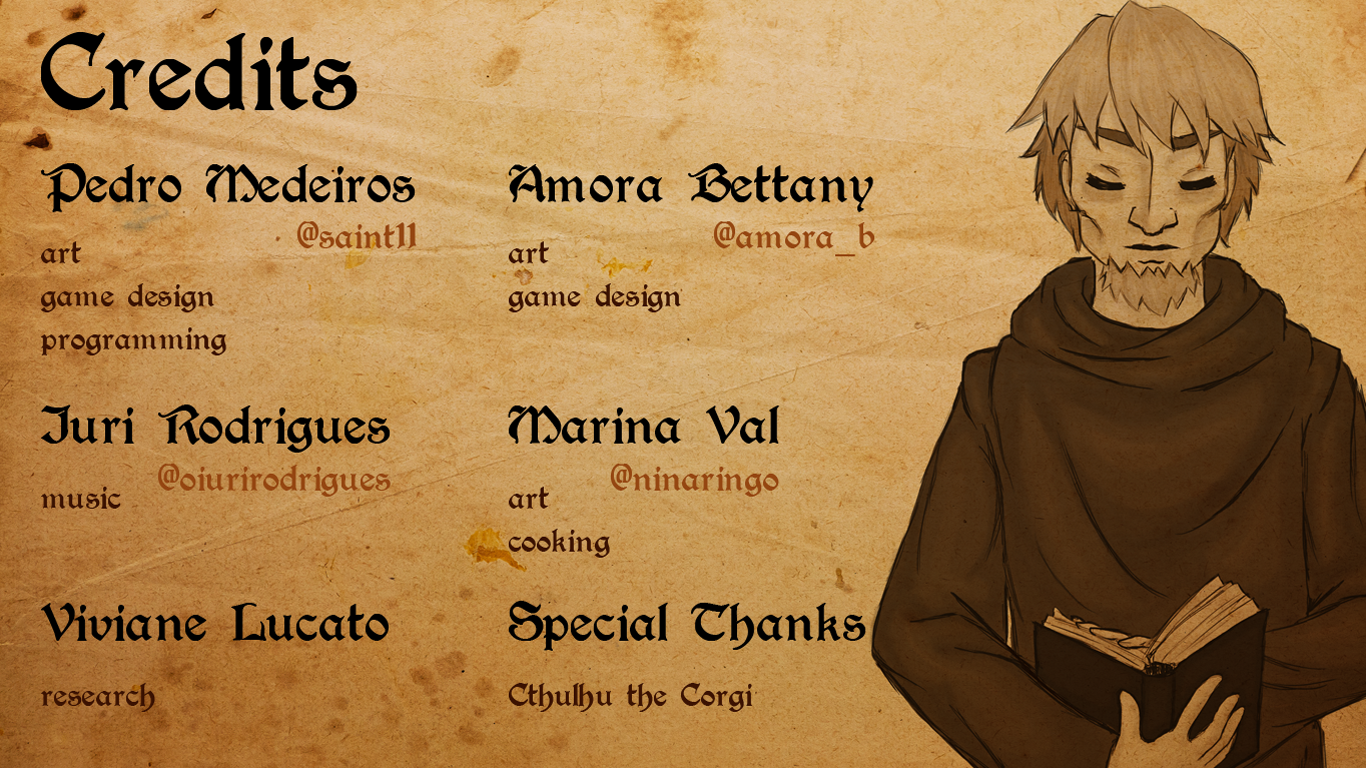 Credits
Pedro Medeiros
@saint11
art
game design
programming
Amora Bettany
@amora_b
art
game design
Iuri Rodrigues
@oiurirodrigues
music
Marina Val
@ninaringo
art
cooking
Viviane Lucato
research
Special Thanks
Cthulhu the Corgi